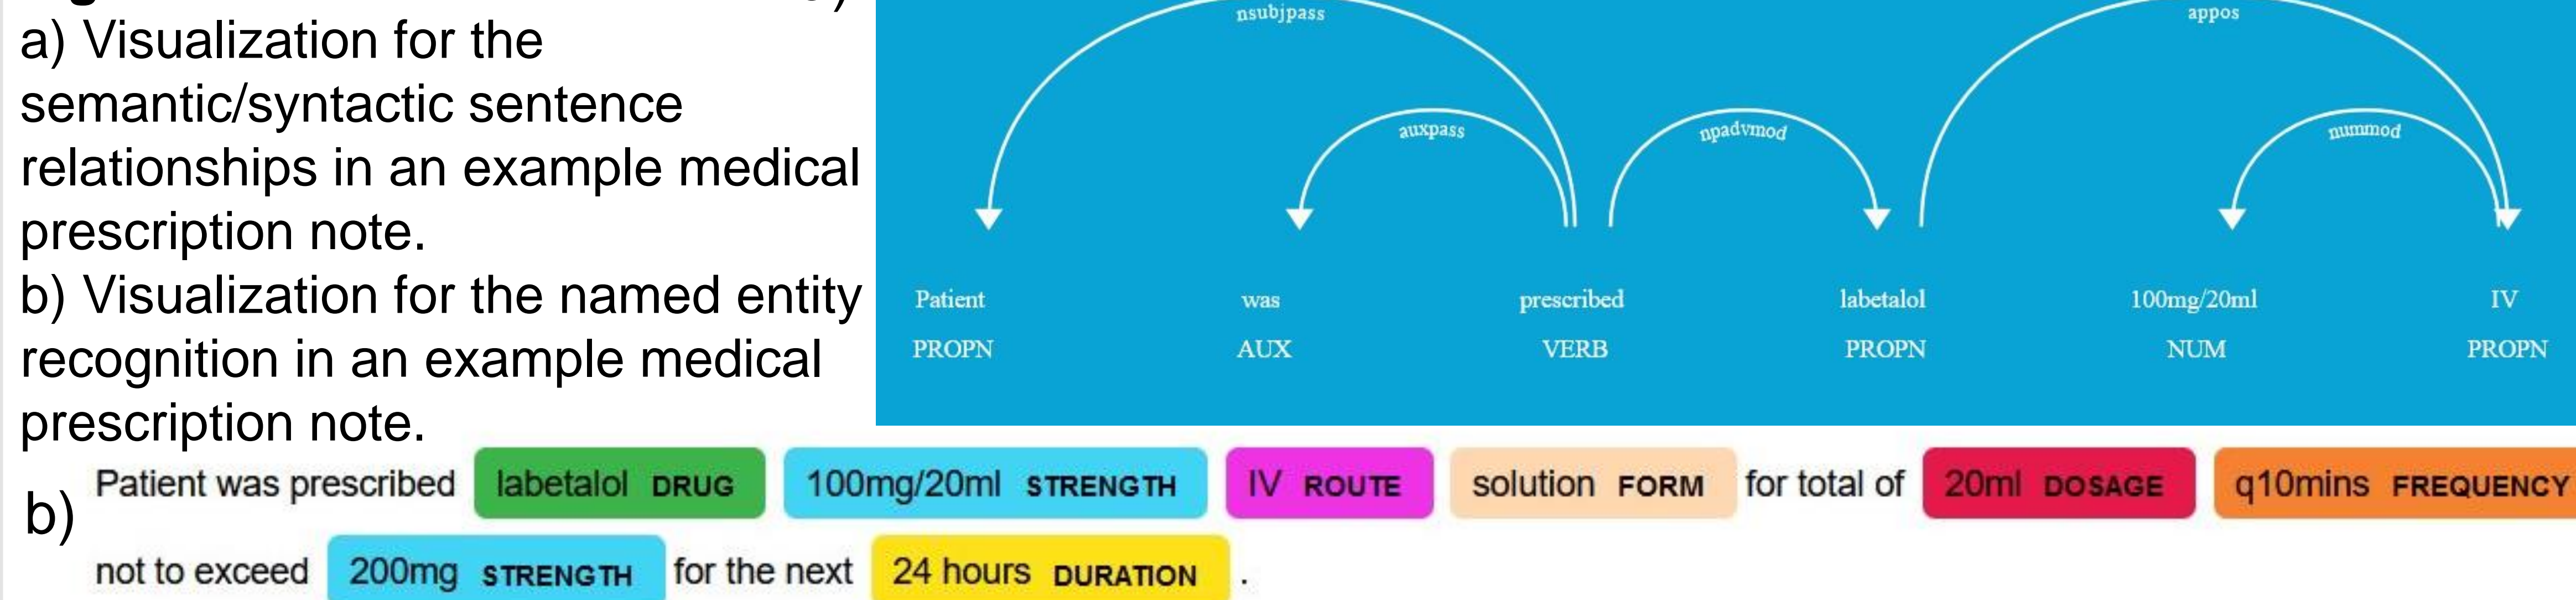 a) Visualization for the
semantic/syntactic sentence
relationships in an example medical
prescription note.
b) Visualization for the named entity
recognition in an example medical
prescription note.
nsubjpass
appos
auxpass
npadvmod
nummod
Patient was prescribed labetalol 100mg/20ml IV
PROPN AUX VERB PROPN NUM PROPN
b)
Patient was prescribed labetalol DRUG 100mg/20ml STRENGTH IV ROUTE solution FORM for total of 20ml DOSAGE q10mins FREQUENCY
not to exceed 200mg STRENGTH for the next 24 hours DURATION .